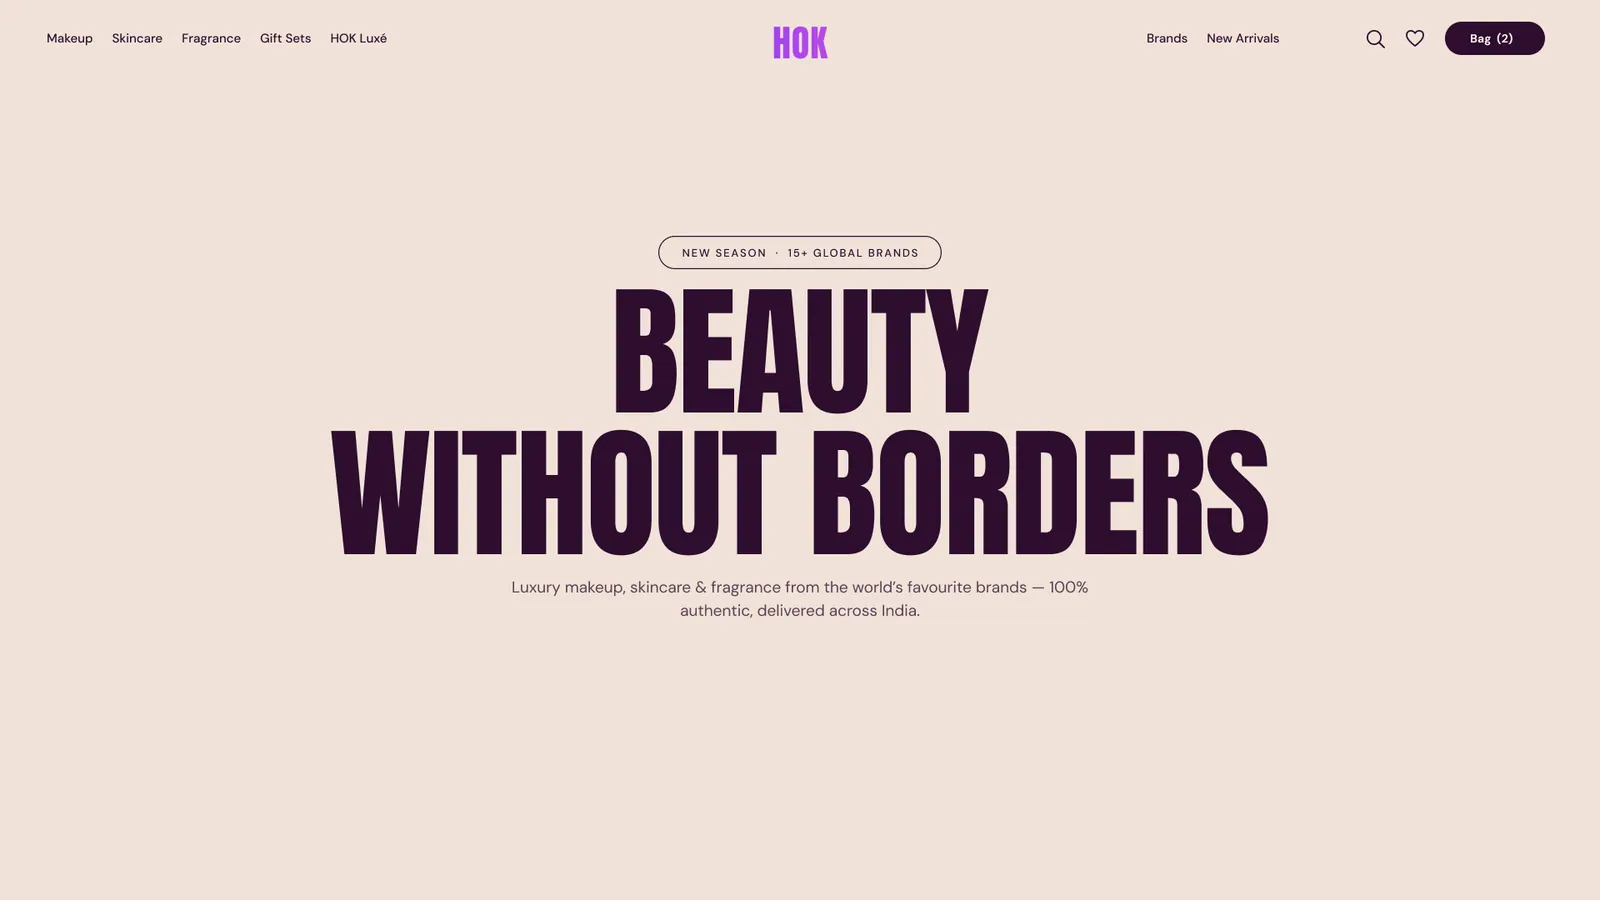 Makeup Skincare Fragrance Gift Sets HOK Luxé HOK Brands New Arrivals Bag (2)
NEW SEASON · 15+ GLOBAL BRANDS
BEAUTY
WITHOUT BORDERS
Luxury makeup, skincare & fragrance from the world’s favourite brands — 100%
authentic, delivered across India.